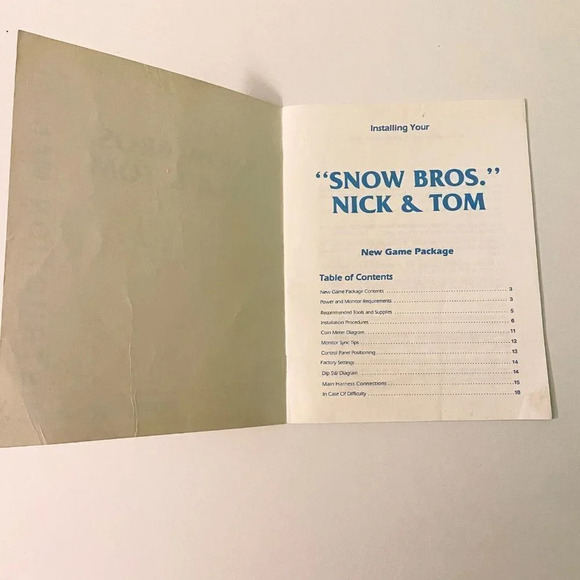 Installing Your
"SNOW BROS."
NICK & TOM
New Game Package
Table of Contents
New Game Package Contents ........ 3
Power and Monitor Requirements ........ 3
Recommended Tools and Supplies ........ 5
Installation Procedures ........ 6
Coin Meter Diagram ........ 11
Monitor Sync Tips ........ 12
Control Panel Positioning ........ 13
Factory Settings ........ 14
Dip SW Diagram ........ 14
Main Harness Connections ........ 15
In Case Of Difficulty ........ 18